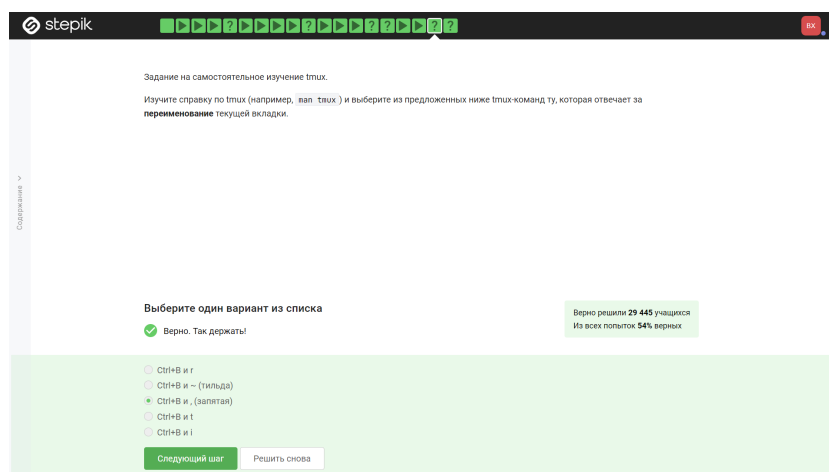 stepik
? ? ? ? ? ?
BX
Задание на самостоятельное изучение tmux.
Изучите справку по tmux (например, man tmux ) и выберите из предложенных ниже tmux-команд ту, которая отвечает за
переименование текущей вкладки.
Содержание
Выберите один вариант из списка
Верно. Так держать!
Верно решили 29 445 учащихся
Из всех попыток 54% верных
Ctrl+B и r
Ctrl+B и ~ (тильда)
Ctrl+B и , (запятая)
Ctrl+B и t
Ctrl+B и i
Следующий шаг
Решить снова